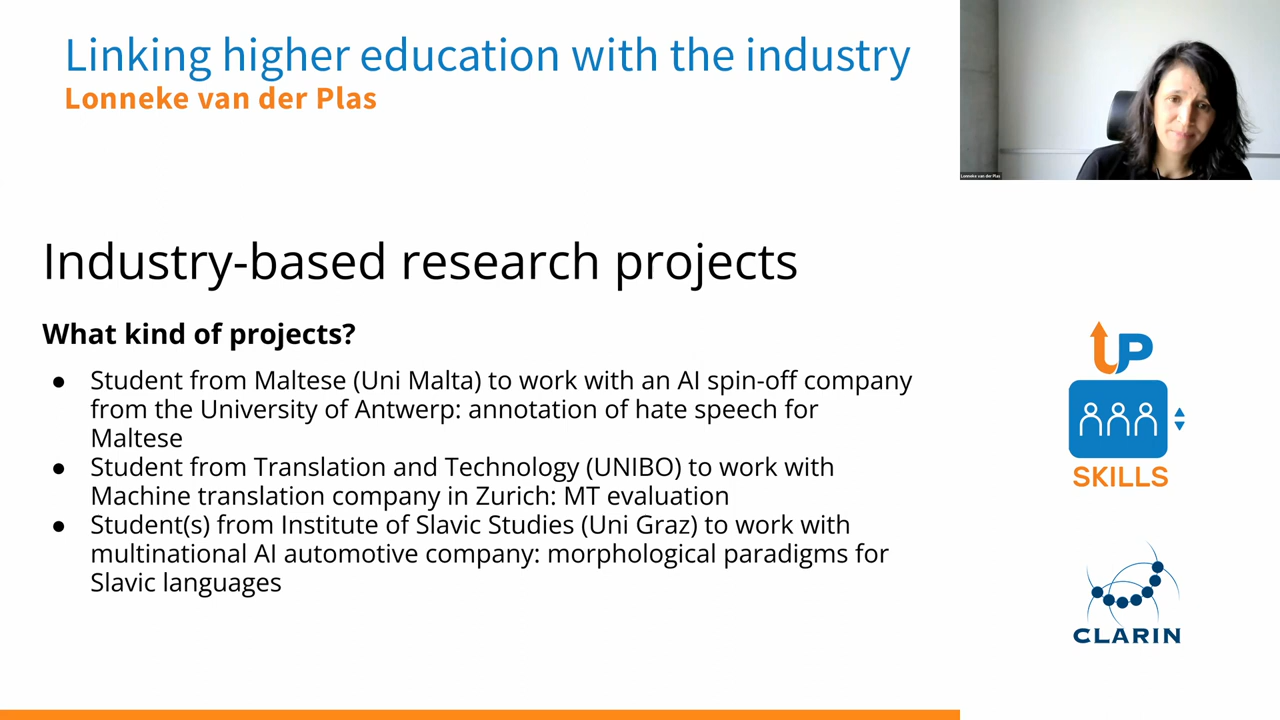 Linking higher education with the industry
Lonneke van der Plas
Lonneke van der Plas
Industry-based research projects
What kind of projects?
● Student from Maltese (Uni Malta) to work with an AI spin-off company
from the University of Antwerp: annotation of hate speech for
Maltese
● Student from Translation and Technology (UNIBO) to work with
Machine translation company in Zurich: MT evaluation
● Student(s) from Institute of Slavic Studies (Uni Graz) to work with
multinational AI automotive company: morphological paradigms for
Slavic languages
UP
SKILLS
CLARIN